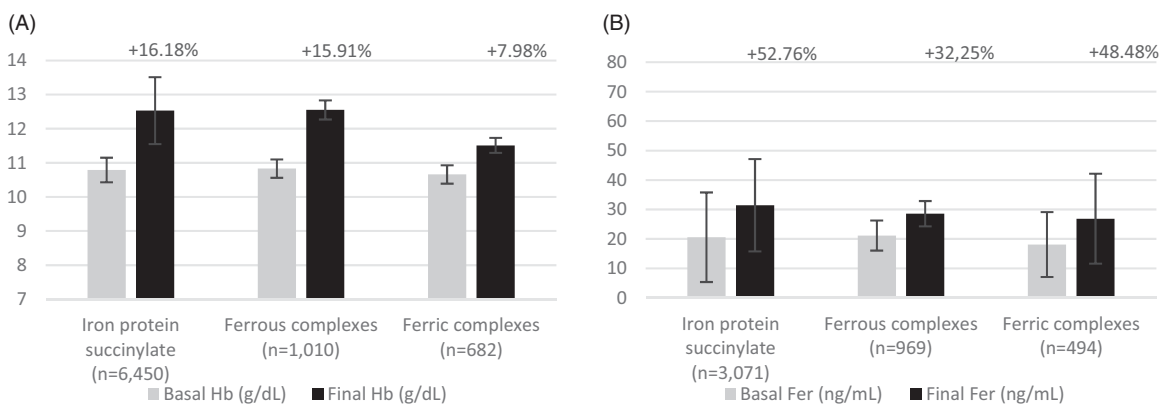 (A)
+16.18% +15.91% +7.98%
14
13
12
11
10
9
8
7
Iron protein Ferrous complexes Ferric complexes
succinylate (n=1,010) (n=682)
(n=6,450)
Basal Hb (g/dL) Final Hb (g/dL)
(B)
+52.76% +32,25% +48.48%
80
70
60
50
40
30
20
10
0
Iron protein Ferrous complexes Ferric complexes
succinylate (n=969) (n=494)
(n=3,071)
Basal Fer (ng/mL) Final Fer (ng/mL)